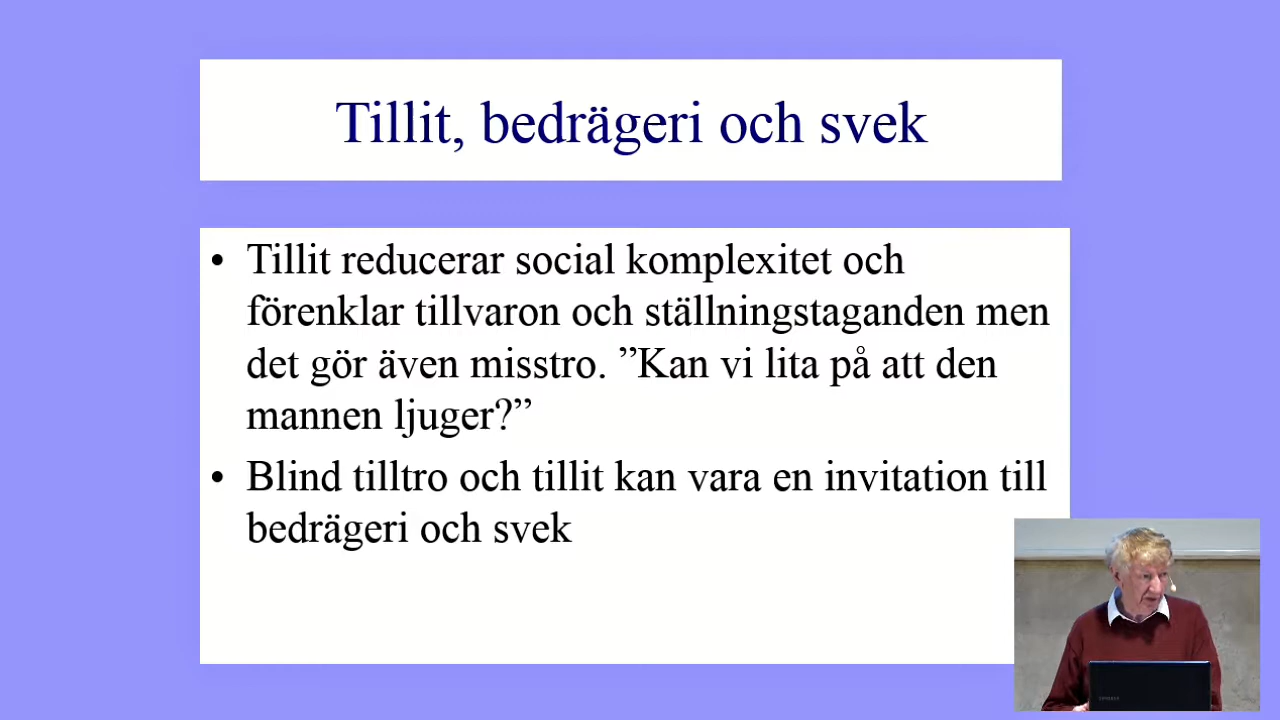 Tillit, bedrägeri och svek
• Tillit reducerar social komplexitet och
förenklar tillvaron och ställningstaganden men
det gör även misstro. ”Kan vi lita på att den
mannen ljuger?”
• Blind tilltro och tillit kan vara en invitation till
bedrägeri och svek